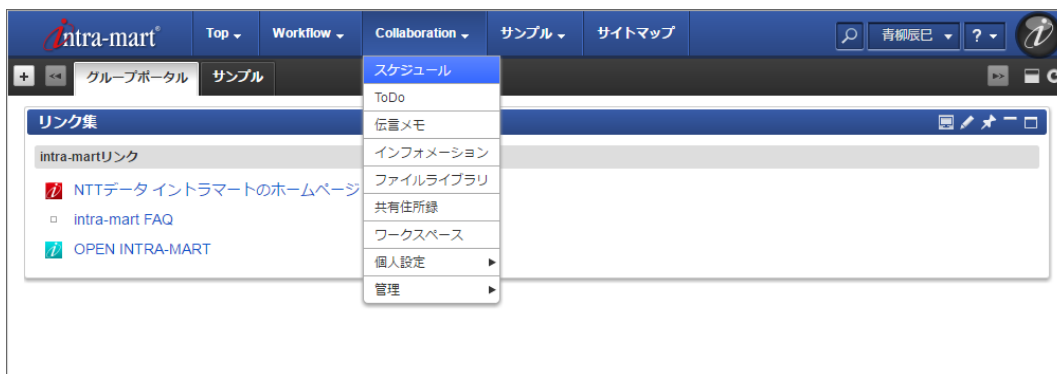 intra-mart® Top Workflow Collaboration サンプル サイトマップ 青柳辰巳 ?
グループポータル サンプル
スケジュール
ToDo
伝言メモ
インフォメーション
ファイルライブラリ
共有住所録
ワークスペース
個人設定
管理
リンク集
intra-martリンク
NTTデータ イントラマートのホームページ
intra-mart FAQ
OPEN INTRA-MART